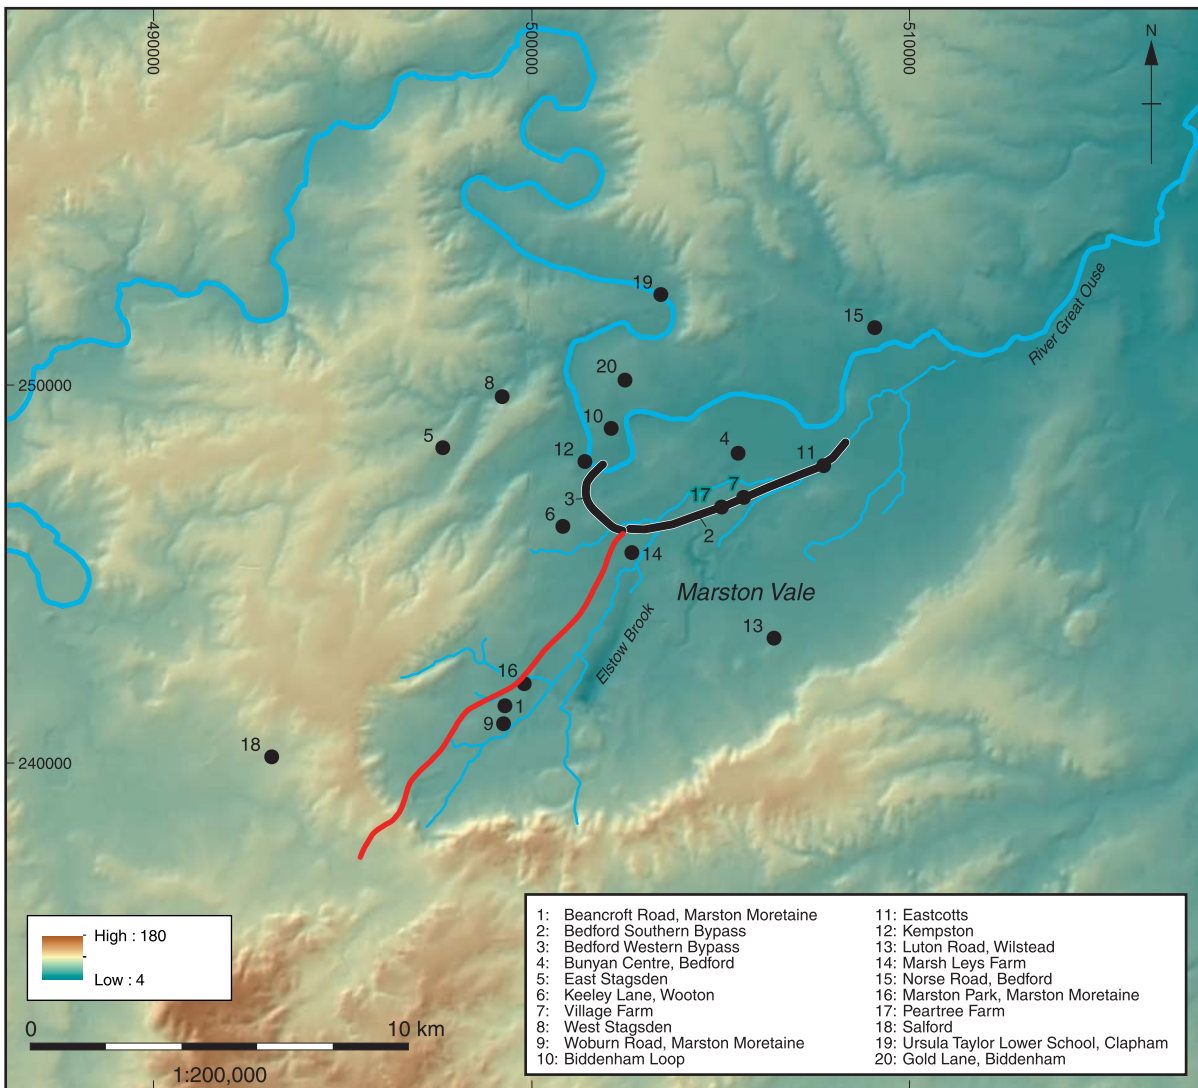 490000
500000
510000
N
19
15
River Great Ouse
250000
20
8
10
5
4
12
11
7
3
17
6
2
14
Marston Vale
13
Elstow Brook
16
1
9
18
240000
High : 180
Low : 4
0
10 km
1:200,000
1: Beancroft Road, Marston Moretaine
2: Bedford Southern Bypass
3: Bedford Western Bypass
4: Bunyan Centre, Bedford
5: East Stagsden
6: Keeley Lane, Wooton
7: Village Farm
8: West Stagsden
9: Woburn Road, Marston Moretaine
10: Biddenham Loop
11: Eastcotts
12: Kempston
13: Luton Road, Wilstead
14: Marsh Leys Farm
15: Norse Road, Bedford
16: Marston Park, Marston Moretaine
17: Peartree Farm
18: Salford
19: Ursula Taylor Lower School, Clapham
20: Gold Lane, Biddenham